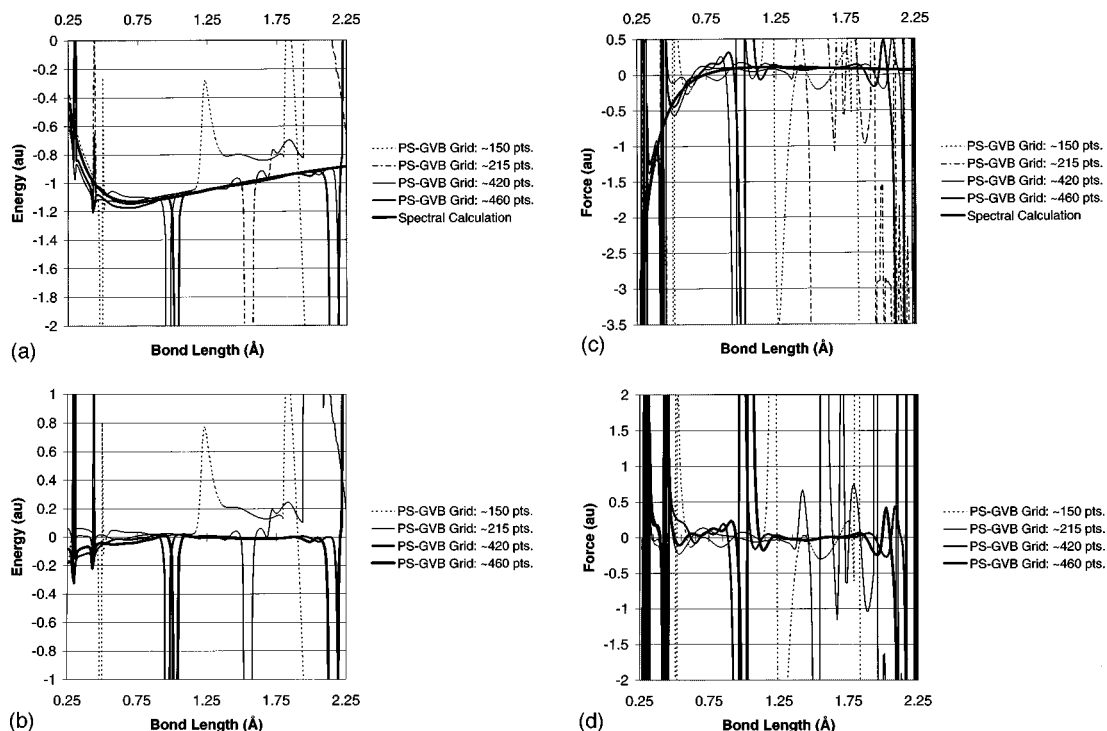 0.25 0.75 1.25 1.75 2.25
0
-0.2
-0.4
-0.6
-0.8
-1
-1.2
-1.4
-1.6
-1.8
-2
Energy (au)
PS-GVB Grid: ~150 pts.
PS-GVB Grid: ~215 pts.
PS-GVB Grid: ~420 pts.
PS-GVB Grid: ~460 pts.
Spectral Calculation
(a)
Bond Length (Å)
0.25 0.75 1.25 1.75 2.25
0.5
0
-0.5
-1
-1.5
-2
-2.5
-3
-3.5
Force (au)
PS-GVB Grid: ~150 pts.
PS-GVB Grid: ~215 pts.
PS-GVB Grid: ~420 pts.
PS-GVB Grid: ~460 pts.
Spectral Calculation
(c)
Bond Length (Å)
1
0.8
0.6
0.4
0.2
0
-0.2
-0.4
-0.6
-0.8
-1
Energy (au)
PS-GVB Grid: ~150 pts.
PS-GVB Grid: ~215 pts.
PS-GVB Grid: ~420 pts.
PS-GVB Grid: ~460 pts.
0.25 0.75 1.25 1.75 2.25
(b)
Bond Length (Å)
2
1.5
1
0.5
0
-0.5
-1
-1.5
-2
Force (au)
PS-GVB Grid: ~150 pts.
PS-GVB Grid: ~215 pts.
PS-GVB Grid: ~420 pts.
PS-GVB Grid: ~460 pts.
0.25 0.75 1.25 1.75 2.25
(d)
Bond Length (Å)